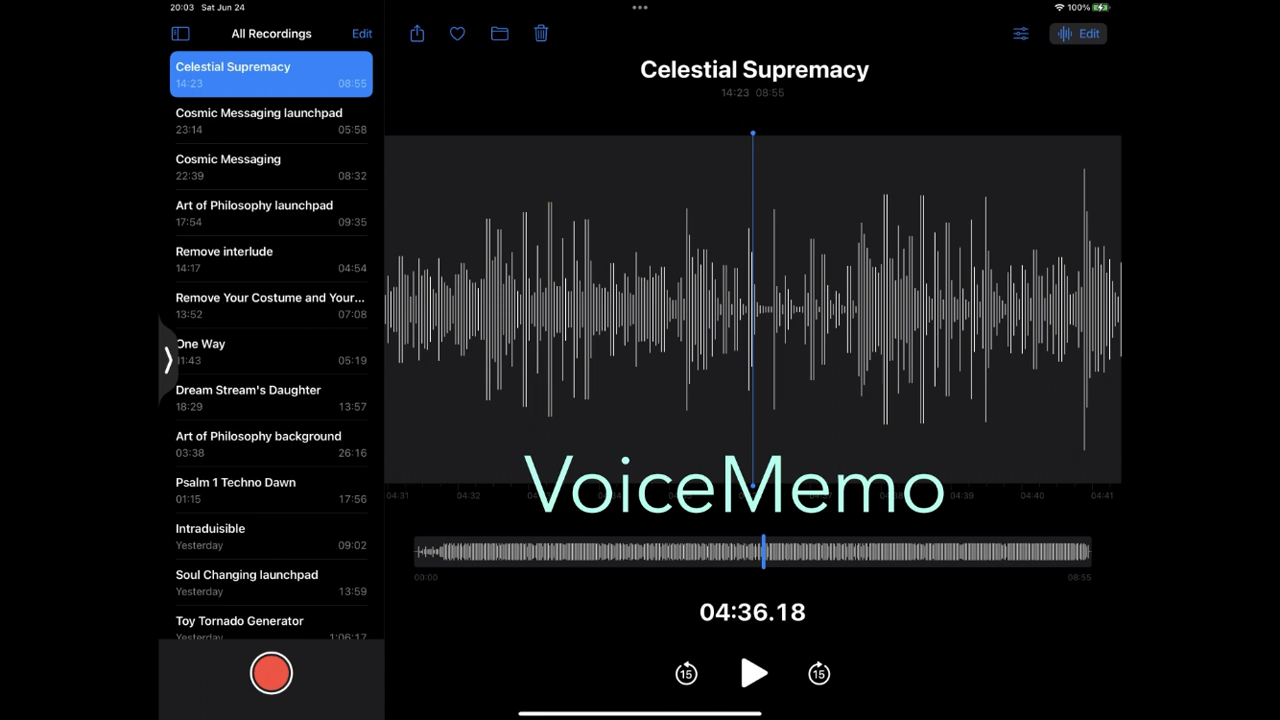 20:03 Sat Jun 24
100%
All Recordings
Edit
Celestial Supremacy
14:23 08:55
Cosmic Messaging launchpad
23:14 05:58
Cosmic Messaging
22:39 08:32
Art of Philosophy launchpad
17:54 09:35
Remove interlude
14:17 04:54
Remove Your Costume and Your...
13:52 07:08
One Way
11:43 05:19
Dream Stream's Daughter
18:29 13:57
Art of Philosophy background
03:38 26:16
Psalm 1 Techno Dawn
01:15 17:56
Intraduisible
Yesterday 09:02
Soul Changing launchpad
Yesterday 13:59
Toy Tornado Generator
Yesterday 1:06:17
Edit
Celestial Supremacy
14:23 08:55
VoiceMemo
04:31 04:32 04:39 04:40 04:41
00:00 08:55
04:36.18
15 15